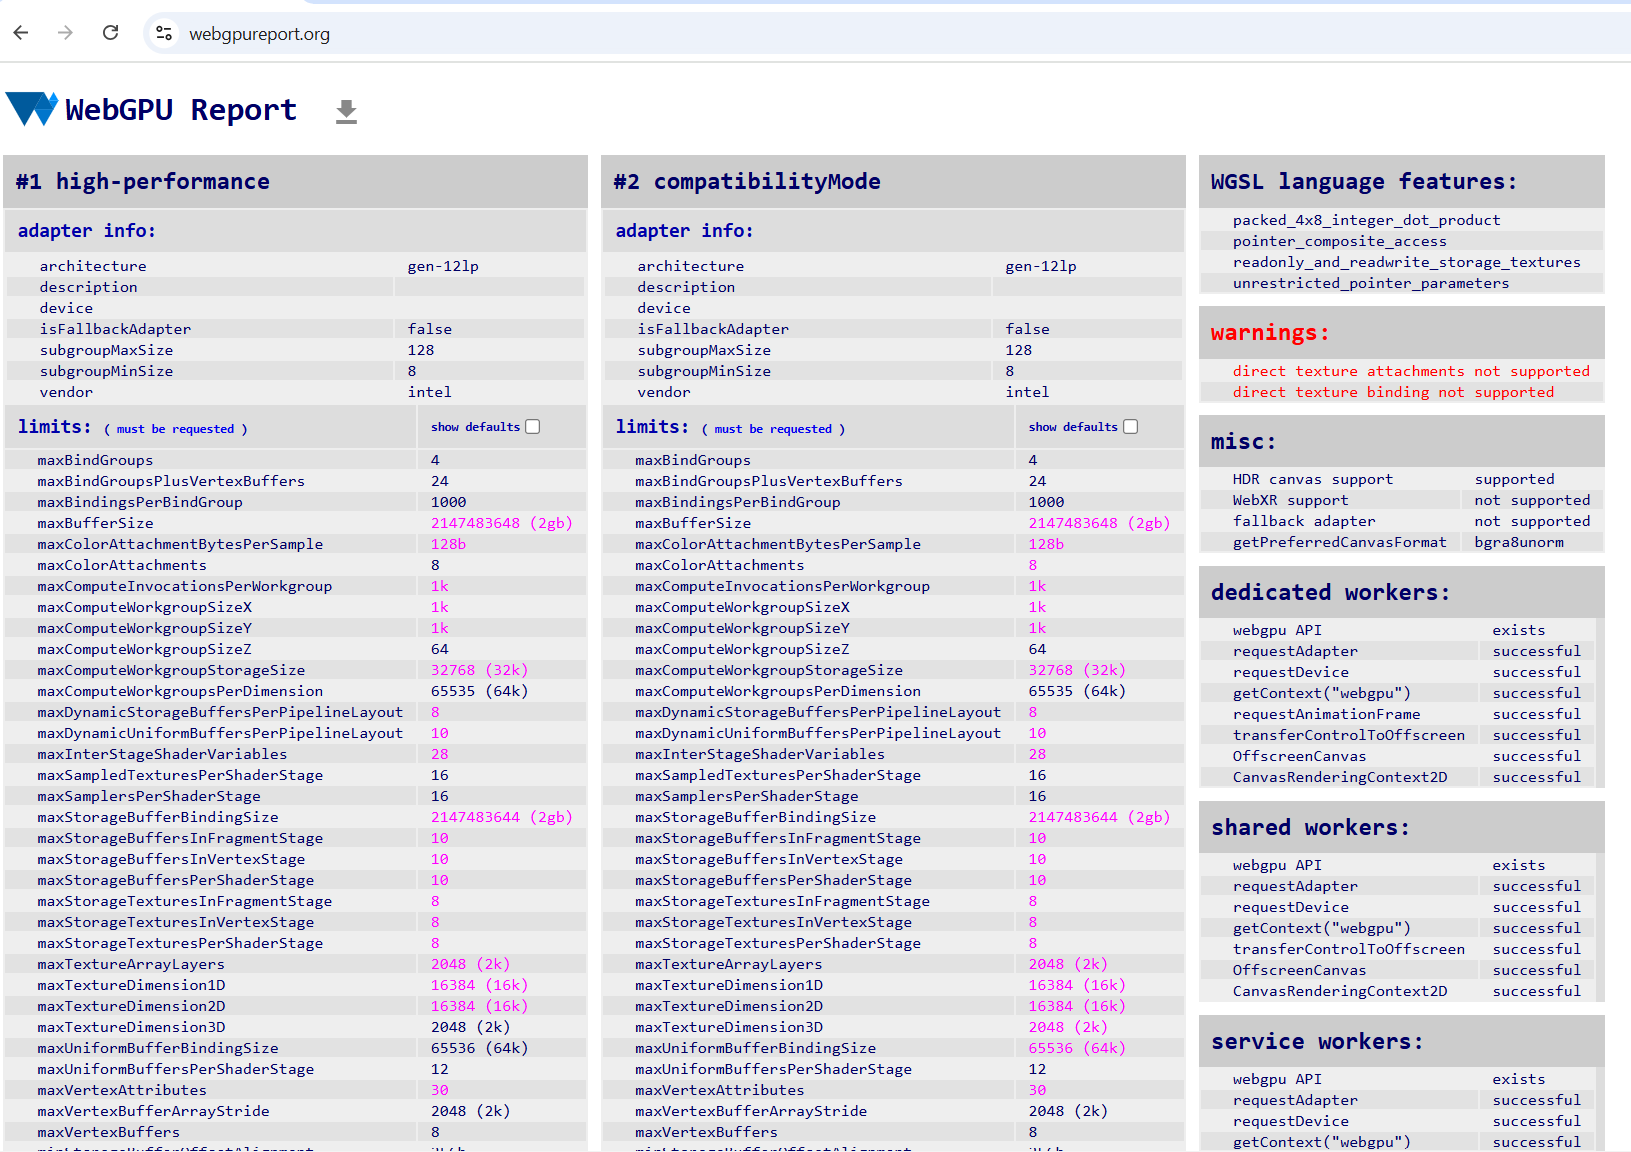 webgpureport.org
WebGPU Report
#1 high-performance
adapter info:
architecture gen-12lp
description
device
isFallbackAdapter false
subgroupMaxSize 128
subgroupMinSize 8
vendor intel
limits: ( must be requested ) show defaults
maxBindGroups 4
maxBindGroupsPlusVertexBuffers 24
maxBindingsPerBindGroup 1000
maxBufferSize 2147483648 (2gb)
maxColorAttachmentBytesPerSample 128b
maxColorAttachments 8
maxComputeInvocationsPerWorkgroup 1k
maxComputeWorkgroupSizeX 1k
maxComputeWorkgroupSizeY 1k
maxComputeWorkgroupSizeZ 64
maxComputeWorkgroupStorageSize 32768 (32k)
maxComputeWorkgroupsPerDimension 65535 (64k)
maxDynamicStorageBuffersPerPipelineLayout 8
maxDynamicUniformBuffersPerPipelineLayout 10
maxInterStageShaderVariables 28
maxSampledTexturesPerShaderStage 16
maxSamplersPerShaderStage 16
maxStorageBufferBindingSize 2147483644 (2gb)
maxStorageBuffersInFragmentStage 10
maxStorageBuffersInVertexStage 10
maxStorageBuffersPerShaderStage 10
maxStorageTexturesInFragmentStage 8
maxStorageTexturesInVertexStage 8
maxStorageTexturesPerShaderStage 8
maxTextureArrayLayers 2048 (2k)
maxTextureDimension1D 16384 (16k)
maxTextureDimension2D 16384 (16k)
maxTextureDimension3D 2048 (2k)
maxUniformBufferBindingSize 65536 (64k)
maxUniformBuffersPerShaderStage 12
maxVertexAttributes 30
maxVertexBufferArrayStride 2048 (2k)
maxVertexBuffers 8
#2 compatibilityMode
adapter info:
architecture gen-12lp
description
device
isFallbackAdapter false
subgroupMaxSize 128
subgroupMinSize 8
vendor intel
limits: ( must be requested ) show defaults
maxBindGroups 4
maxBindGroupsPlusVertexBuffers 24
maxBindingsPerBindGroup 1000
maxBufferSize 2147483648 (2gb)
maxColorAttachmentBytesPerSample 128b
maxColorAttachments 8
maxComputeInvocationsPerWorkgroup 1k
maxComputeWorkgroupSizeX 1k
maxComputeWorkgroupSizeY 1k
maxComputeWorkgroupSizeZ 64
maxComputeWorkgroupStorageSize 32768 (32k)
maxComputeWorkgroupsPerDimension 65535 (64k)
maxDynamicStorageBuffersPerPipelineLayout 8
maxDynamicUniformBuffersPerPipelineLayout 10
maxInterStageShaderVariables 28
maxSampledTexturesPerShaderStage 16
maxSamplersPerShaderStage 16
maxStorageBufferBindingSize 2147483644 (2gb)
maxStorageBuffersInFragmentStage 10
maxStorageBuffersInVertexStage 10
maxStorageBuffersPerShaderStage 10
maxStorageTexturesInFragmentStage 8
maxStorageTexturesInVertexStage 8
maxStorageTexturesPerShaderStage 8
maxTextureArrayLayers 2048 (2k)
maxTextureDimension1D 16384 (16k)
maxTextureDimension2D 16384 (16k)
maxTextureDimension3D 2048 (2k)
maxUniformBufferBindingSize 65536 (64k)
maxUniformBuffersPerShaderStage 12
maxVertexAttributes 30
maxVertexBufferArrayStride 2048 (2k)
maxVertexBuffers 8
WGSL language features:
packed_4x8_integer_dot_product
pointer_composite_access
readonly_and_readwrite_storage_textures
unrestricted_pointer_parameters
warnings:
direct texture attachments not supported
direct texture binding not supported
misc:
HDR canvas support supported
WebXR support not supported
fallback adapter not supported
getPreferredCanvasFormat bgra8unorm
dedicated workers:
webgpu API exists
requestAdapter successful
requestDevice successful
getContext("webgpu") successful
requestAnimationFrame successful
transferControlToOffscreen successful
OffscreenCanvas successful
CanvasRenderingContext2D successful
shared workers:
webgpu API exists
requestAdapter successful
requestDevice successful
getContext("webgpu") successful
transferControlToOffscreen successful
OffscreenCanvas successful
CanvasRenderingContext2D successful
service workers:
webgpu API exists
requestAdapter successful
requestDevice successful
getContext("webgpu") successful